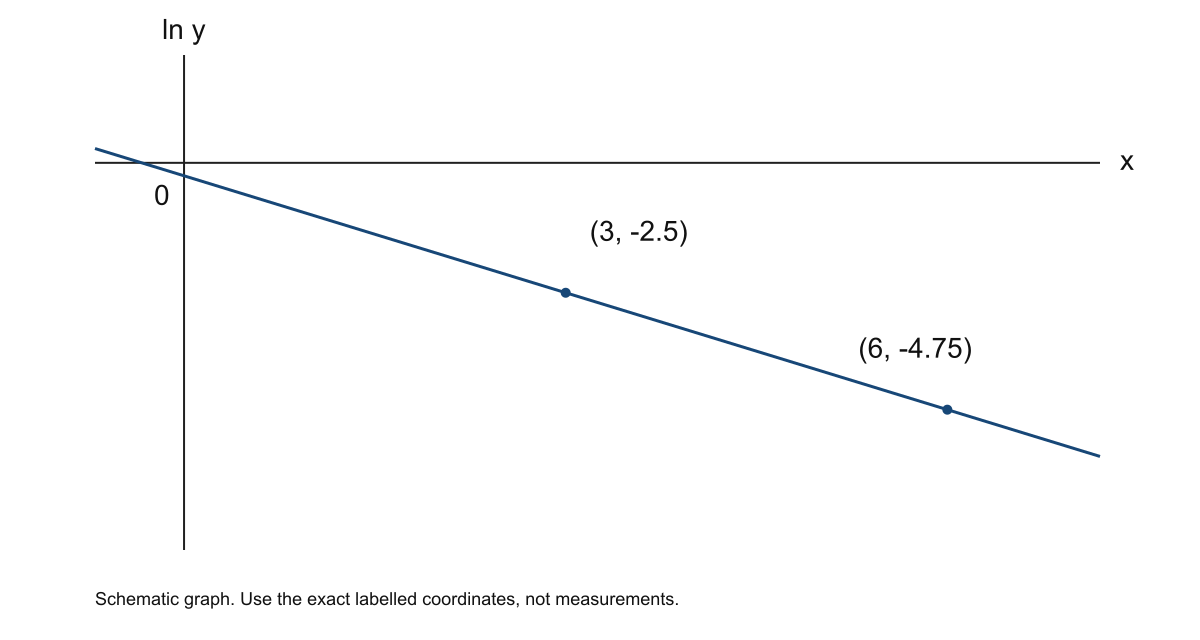 ln y
x
0
(3, -2.5)
(6, -4.75)
Schematic graph. Use the exact labelled coordinates, not measurements.